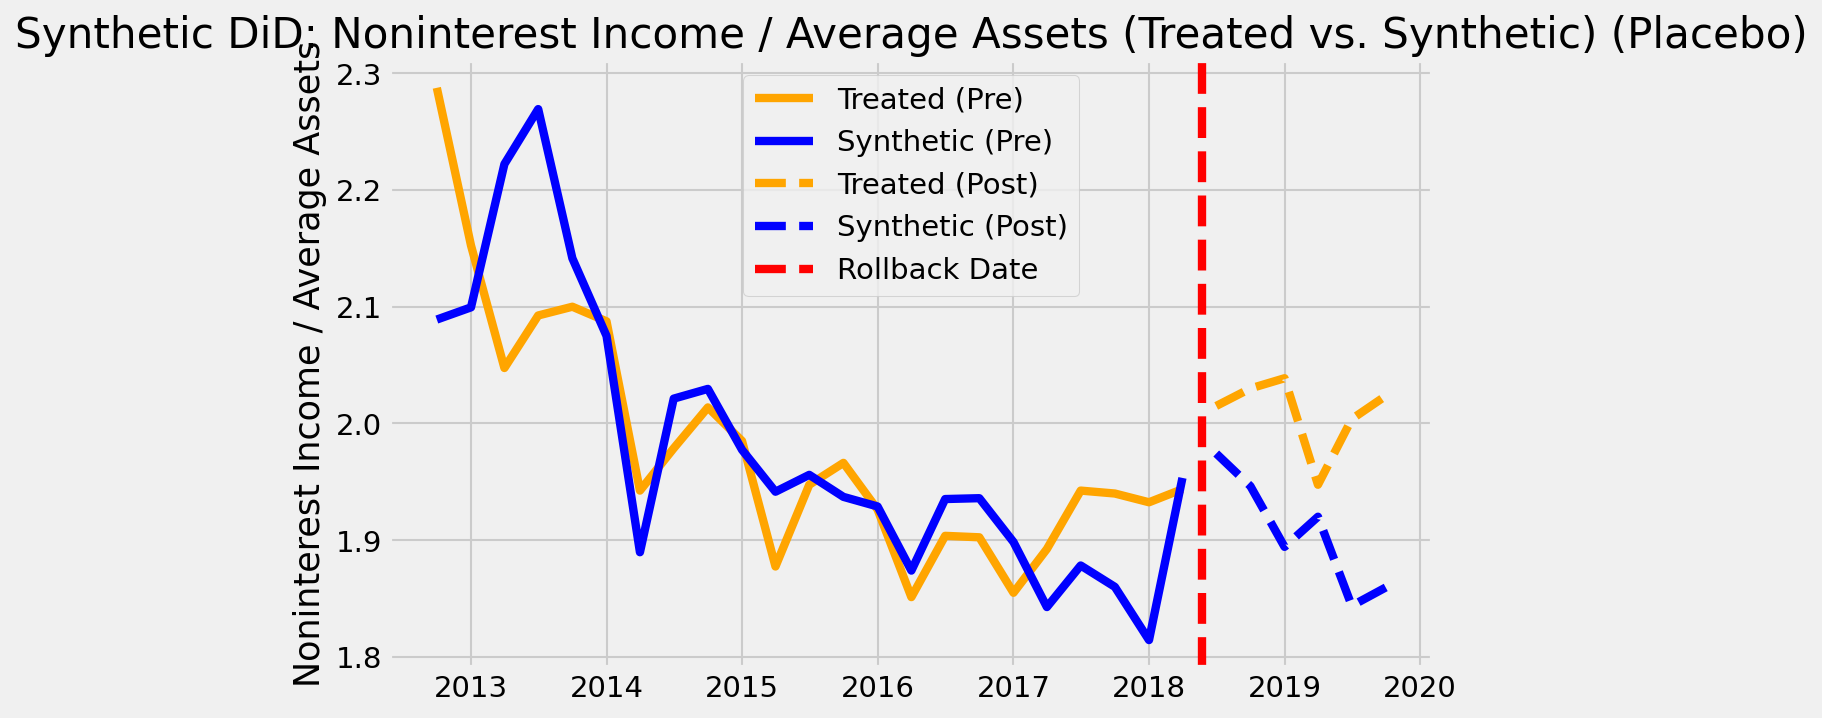 Synthetic DiD: Noninterest Income / Average Assets (Treated vs. Synthetic) (Placebo)
Noninterest Income / Average Assets
2.3
2.2
2.1
2.0
1.9
1.8
Treated (Pre)
Synthetic (Pre)
Treated (Post)
Synthetic (Post)
Rollback Date
2013 2014 2015 2016 2017 2018 2019 2020